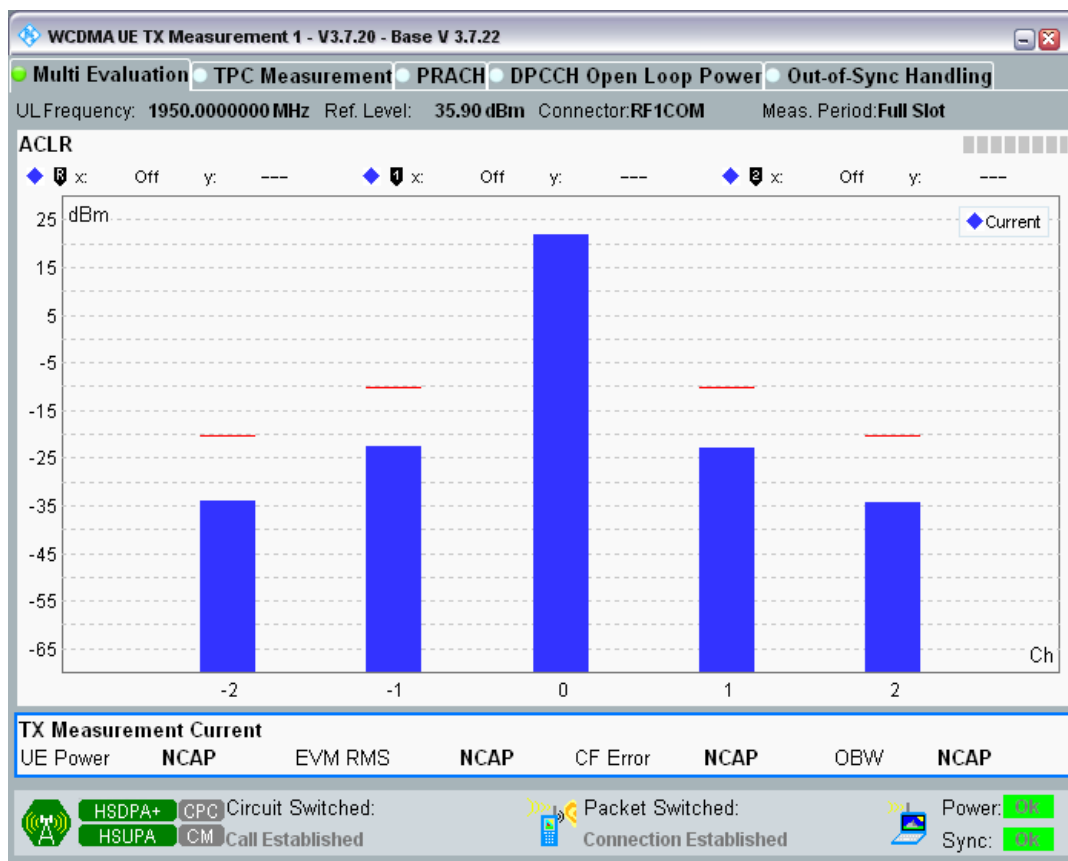 WCDMA UE TX Measurement 1 - V3.7.20 - Base V 3.7.22
Multi Evaluation TPC Measurement PRACH DPCCH Open Loop Power Out-of-Sync Handling
UL Frequency: 1950.0000000 MHz Ref. Level: 35.90 dBm Connector:RF1COM Meas. Period:Full Slot
ACLR
R x: Off y: --- 1 x: Off y: --- 2 x: Off y: ---
dBm
Current
25
15
5
-5
-15
-25
-35
-45
-55
-65
Ch
-2 -1 0 1 2
TX Measurement Current
UE Power NCAP EVM RMS NCAP CF Error NCAP OBW NCAP
HSDPA+ CPC Circuit Switched: Packet Switched: Power: Ok
HSUPA CM Call Established Connection Established Sync: Ok